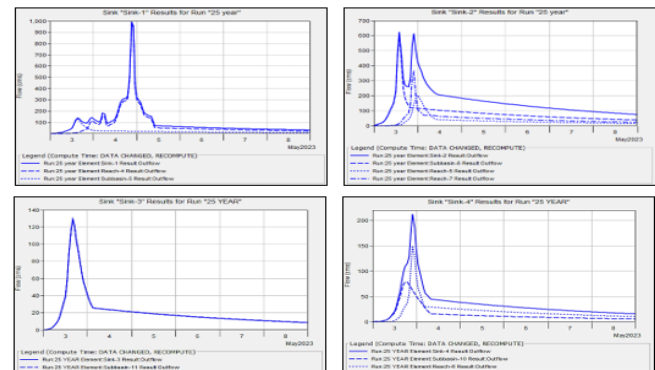 Sink "Sink-1" Results for Run "25 year"
1,000
900
800
700
600
500
400
300
200
100
Flow (cms)
3 4 5 6 7 8
May2023
Legend (Compute Time: DATA CHANGED, RECOMPUTE)
Run:25 year Element:Sink-1 Result:Outflow
Run:25 year Element:Reach-4 Result:Outflow
Run:25 year Element:Subbasin-5 Result:Outflow
Sink "Sink-2" Results for Run "25 year"
700
600
500
400
300
200
100
0
Flow (cms)
3 4 5 6 7 8
May2023
Legend (Compute Time: DATA CHANGED, RECOMPUTE)
Run:25 year Element:Sink-2 Result:Outflow
Run:25 year Element: Result:Outflow
Run:25 year Element: Result:Outflow
Run:25 year Element:Reach-7 Result:Outflow
Sink "Sink-3" Results for Run "25 YEAR"
140
120
100
80
60
40
20
0
Flow (cms)
3 4 5 6 7 8
May2023
Legend (Compute Time: DATA CHANGED, RECOMPUTE)
Run:25 YEAR Element:Sink-3 Result:Outflow
Run:25 YEAR Element:Subbasin-11 Result:Outflow
Sink "Sink-4" Results for Run "25 YEAR"
200
150
100
50
0
Flow (cms)
3 4 5 6 7 8
May2023
Legend (Compute Time: DATA CHANGED, RECOMPUTE)
Run:25 YEAR Element:Sink-4 Result:Outflow
Run:25 YEAR Element:Subbasin-10 Result:Outflow
Run:25 YEAR Element: Result:Outflow